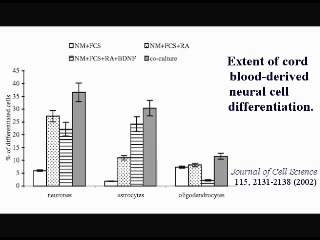 NM+FCS NM+FCS+RA
NM+FCS+RA+BDNF co-culture
Extent of cord
blood-derived
neural cell
differentiation.
% of differentiated cells
45
40
35
30
25
20
15
10
5
0
neurones astrocytes oligodendrocytes
Journal of Cell Science
115, 2131-2138 (2002)